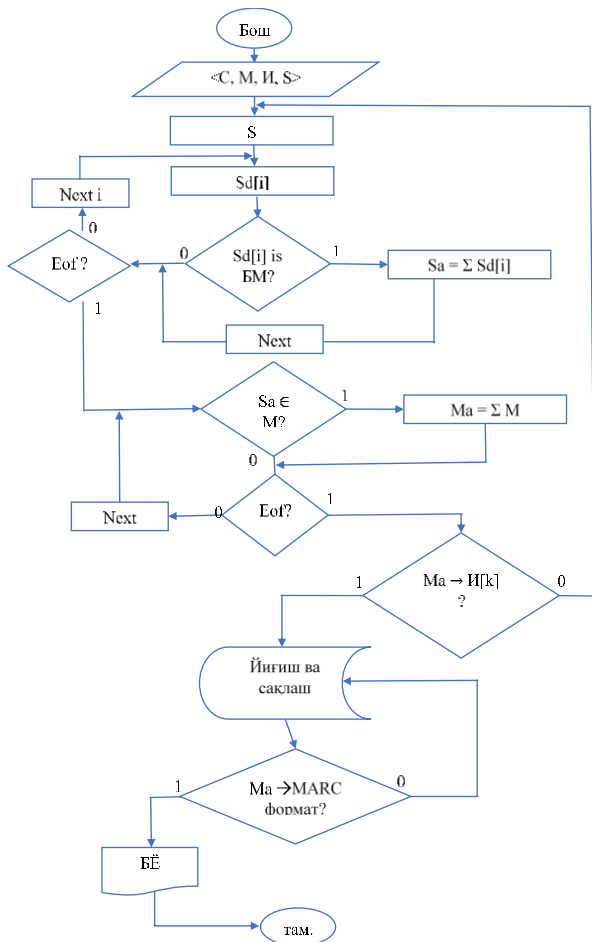 Бош
<C, M, И, S>
S
Sd[i]
Next i
0
Eof?
0
Sd[i] is
БМ?
1
Sa = Σ Sd[i]
1
Next
Sa ∈
M?
1
Ma = Σ M
0
Next
0
Eof?
1
Ma → И[k]
?
1
0
Йиғиш ва
сақлаш
Ma →MARC
формат?
1
0
БЁ
там.